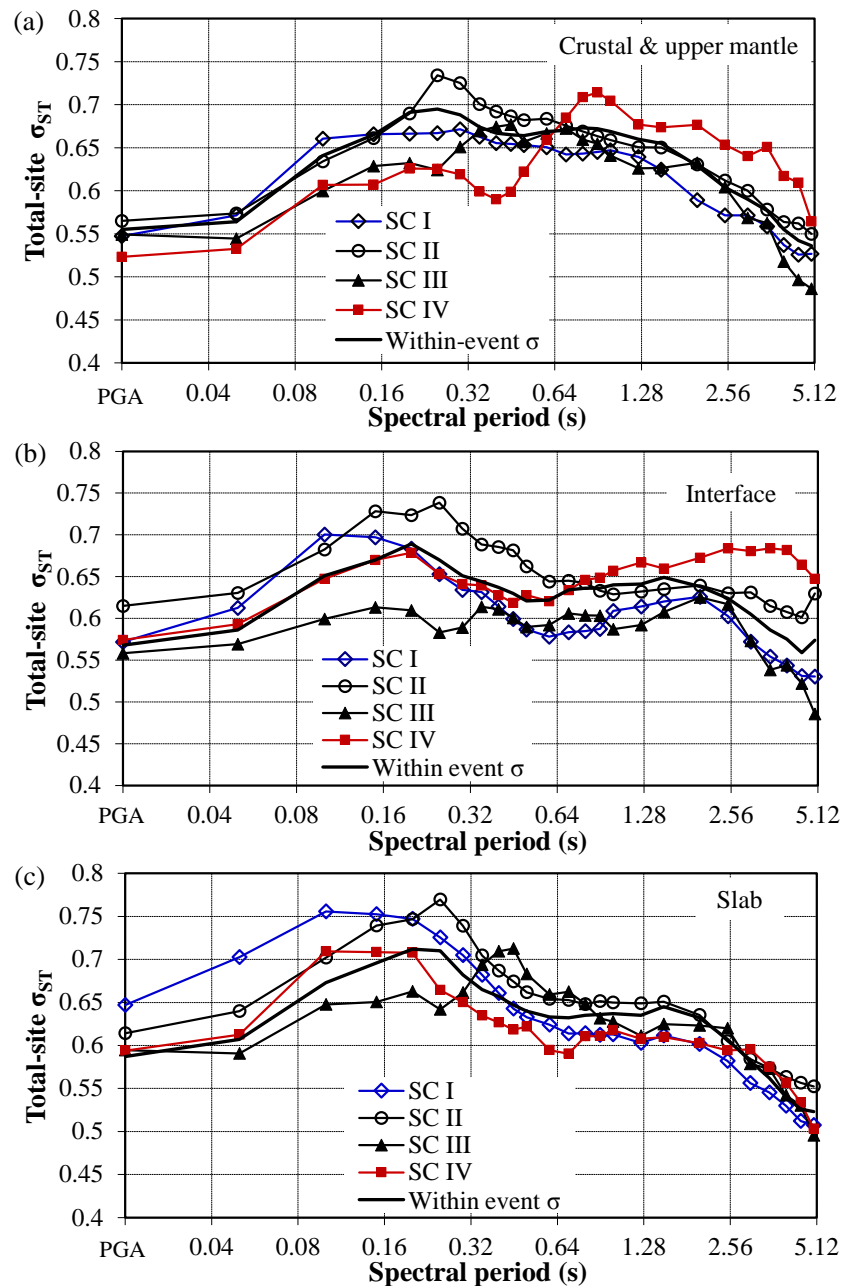 (a)
Total-site σST
0.8
0.75
0.7
0.65
0.6
0.55
0.5
0.45
0.4
Crustal & upper mantle
SC I
SC II
SC III
SC IV
Within-event σ
PGA 0.04 0.08 0.16 0.32 0.64 1.28 2.56 5.12
Spectral period (s)
(b)
Total-site σST
0.8
0.75
0.7
0.65
0.6
0.55
0.5
0.45
0.4
Interface
SC I
SC II
SC III
SC IV
Within event σ
PGA 0.04 0.08 0.16 0.32 0.64 1.28 2.56 5.12
Spectral period (s)
(c)
Total-site σST
0.8
0.75
0.7
0.65
0.6
0.55
0.5
0.45
0.4
Slab
SC I
SC II
SC III
SC IV
Within event σ
PGA 0.04 0.08 0.16 0.32 0.64 1.28 2.56 5.12
Spectral period (s)